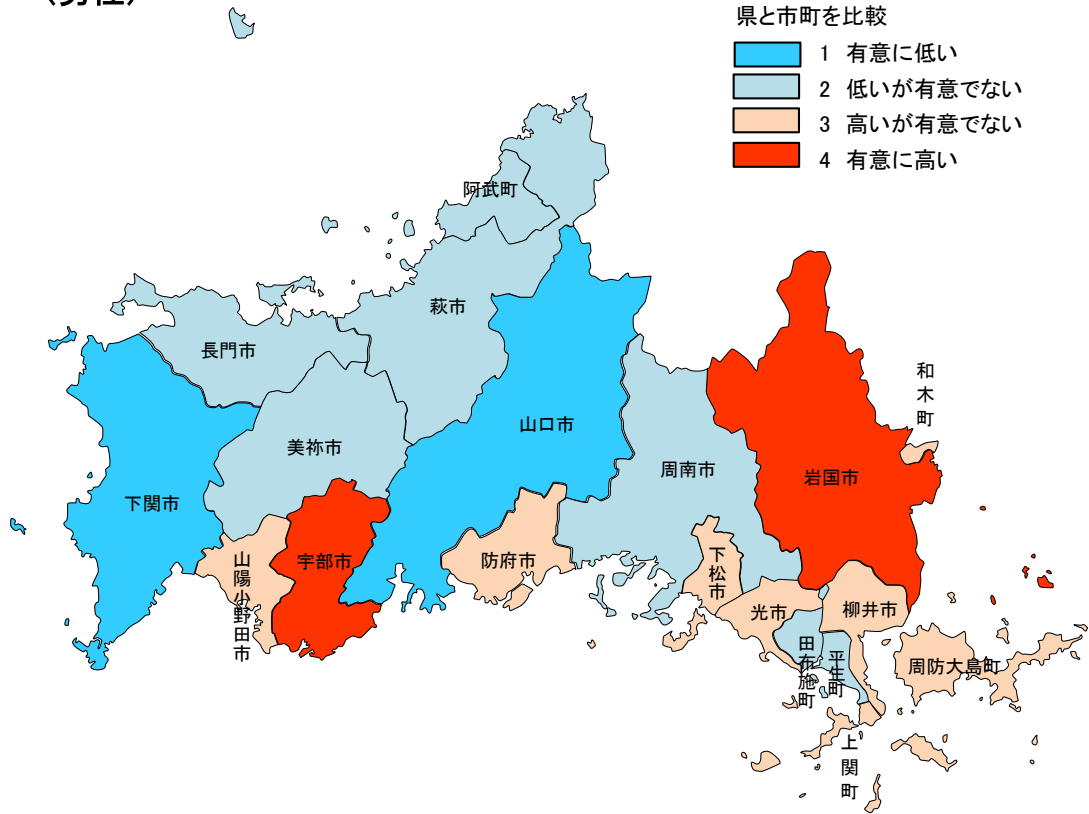 県と市町を比較
1 有意に低い
2 低いが有意でない
3 高いが有意でない
4 有意に高い
阿武町
萩市
長門市
和木町
山口市
美祢市
周南市
岩国市
下関市
宇部市
防府市
山陽小野田市
下松市
光市
柳井市
田布施町
平生町
周防大島町
上関町